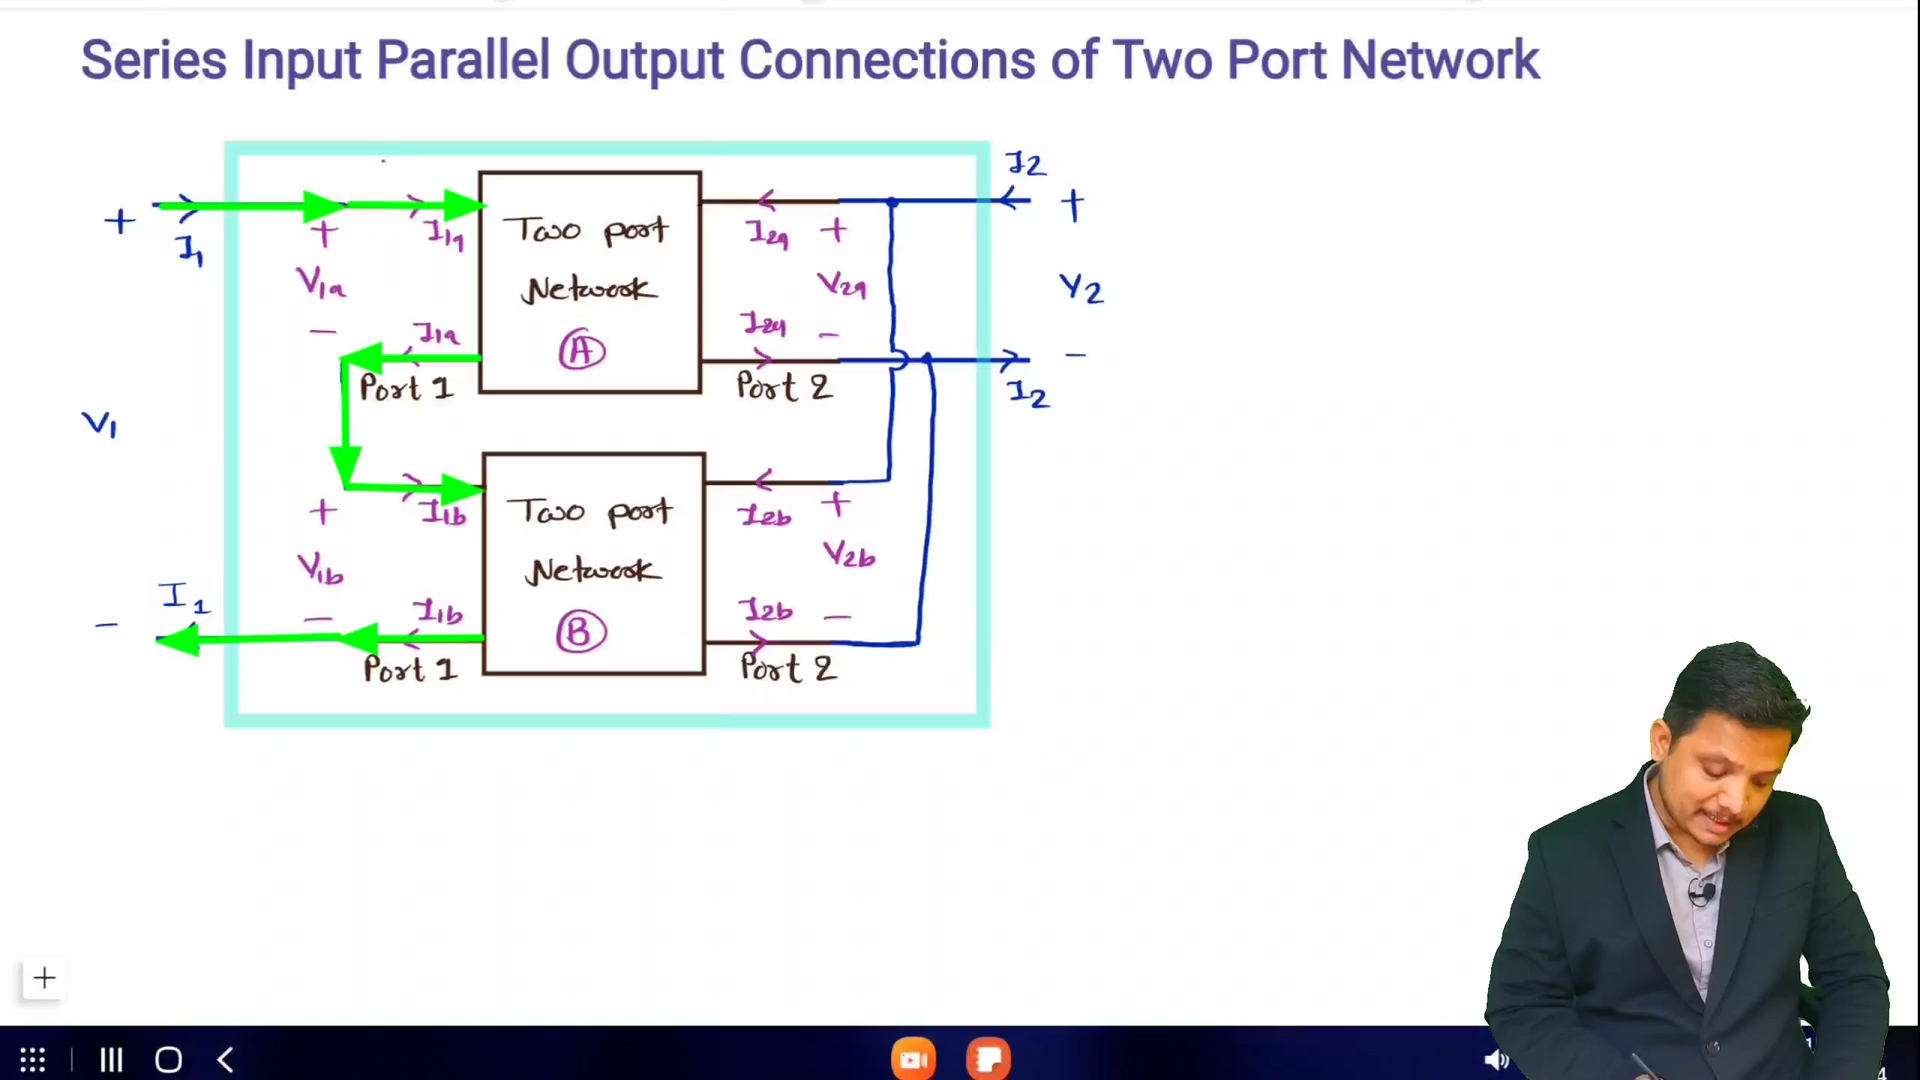 Series Input Parallel Output Connections of Two Port Network
I2
+ I1 + I1a Two port I2a + +
V1a Network V2a V2
- I1a A I2a - -
Port 1 Port 2 I2
V1
+ I1b Two port I2b +
V1b Network V2b
- I1 - I1b B I2b -
Port 1 Port 2